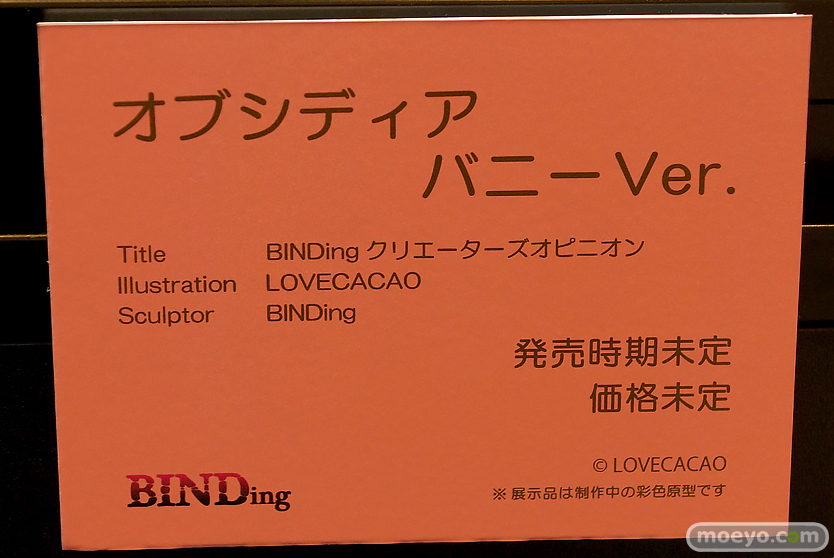 オブシディア
バニーVer.
Title BINDing クリエーターズオピニオン
Illustration LOVECACAO
Sculptor BINDing
発売時期未定
価格未定
© LOVECACAO
※展示品は制作中の彩色原型です
BINDing
moeyo.com